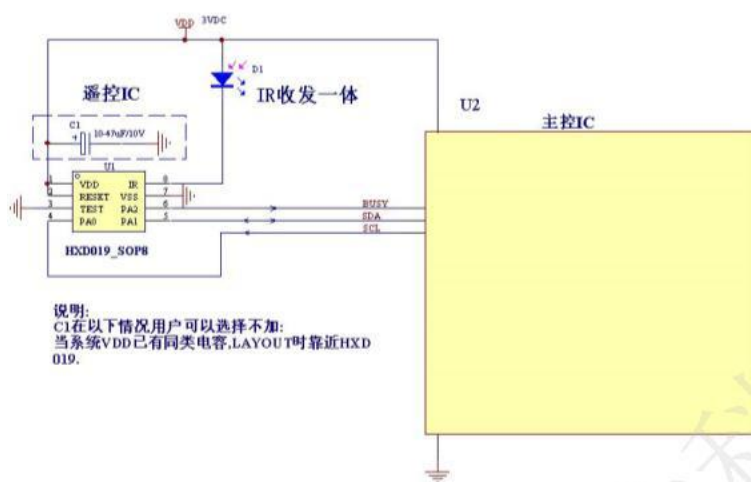 VDD 3VDC
D1
遥控IC
IR收发一体
C1
+ 10-47uF/10V
U2
主控IC
U1
1 VDD IR 8
2 RESET VSS 7
3 TEST PA2 6
4 PA0 PA1 5
BUSY
SDA
SCL
HXD019_SOP8
说明:
C1在以下情况用户可以选择不加:
当系统VDD已有同类电容,LAYOUT时靠近HXD
019.